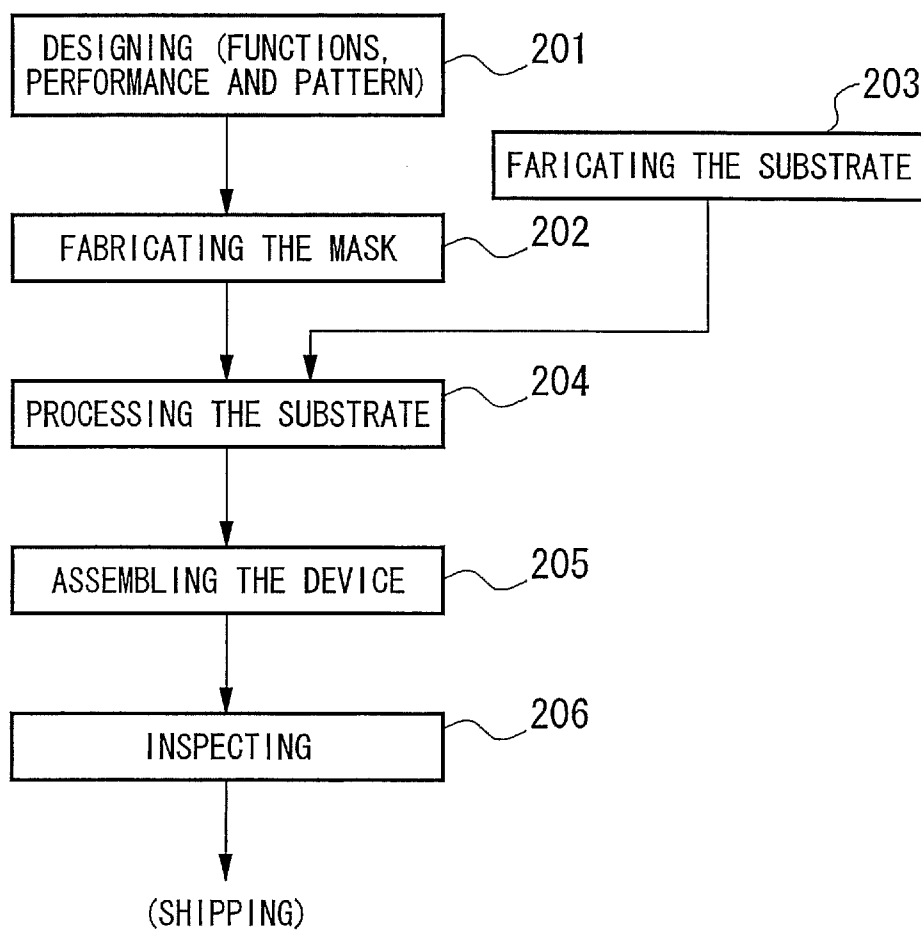 DESIGNING (FUNCTIONS,
PERFORMANCE AND PATTERN)
201
203
FARICATING THE SUBSTRATE
FABRICATING THE MASK
202
PROCESSING THE SUBSTRATE
204
ASSEMBLING THE DEVICE
205
INSPECTING
206
(SHIPPING)